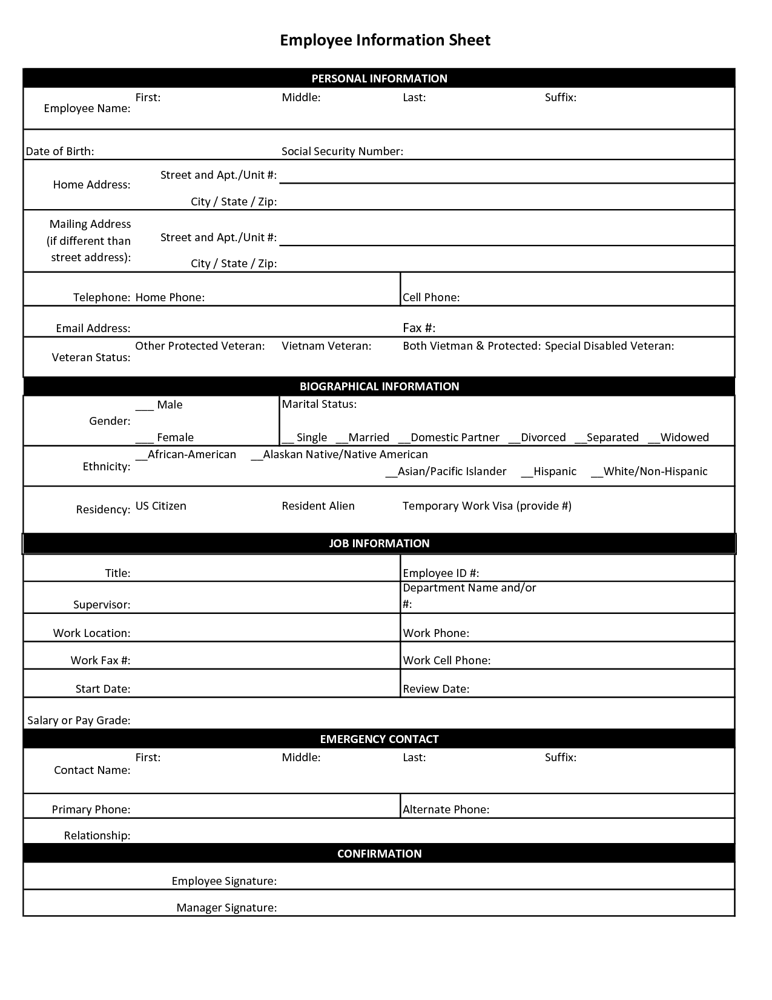 Employee Information Sheet
PERSONAL INFORMATION
First: Middle: Last: Suffix:
Employee Name:
Date of Birth: Social Security Number:
Street and Apt./Unit #:
Home Address:
City / State / Zip:
Mailing Address
(if different than
Street and Apt./Unit #:
street address):
City / State / Zip:
Telephone: Home Phone: Cell Phone:
Email Address: Fax #:
Other Protected Veteran: Vietnam Veteran: Both Vietman & Protected: Special Disabled Veteran:
Veteran Status:
BIOGRAPHICAL INFORMATION
___ Male Marital Status:
Gender:
___ Female __ Single __Married __Domestic Partner __Divorced __Separated __Widowed
__African-American __Alaskan Native/Native American
Ethnicity:
__Asian/Pacific Islander __Hispanic __White/Non-Hispanic
Residency: US Citizen Resident Alien Temporary Work Visa (provide #)
JOB INFORMATION
Title: Employee ID #:
Department Name and/or
Supervisor: #:
Work Location: Work Phone:
Work Fax #: Work Cell Phone:
Start Date: Review Date:
Salary or Pay Grade:
EMERGENCY CONTACT
First: Middle: Last: Suffix:
Contact Name:
Primary Phone: Alternate Phone:
Relationship:
CONFIRMATION
Employee Signature:
Manager Signature: